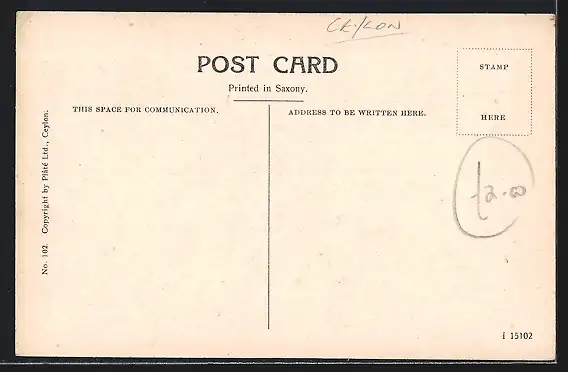 CEYLON
POST CARD
Printed in Saxony.
THIS SPACE FOR COMMUNICATION.
ADDRESS TO BE WRITTEN HERE.
STAMP
HERE
£2.00
No. 102. Copyright by Plâté Ltd., Ceylon.
i 15102